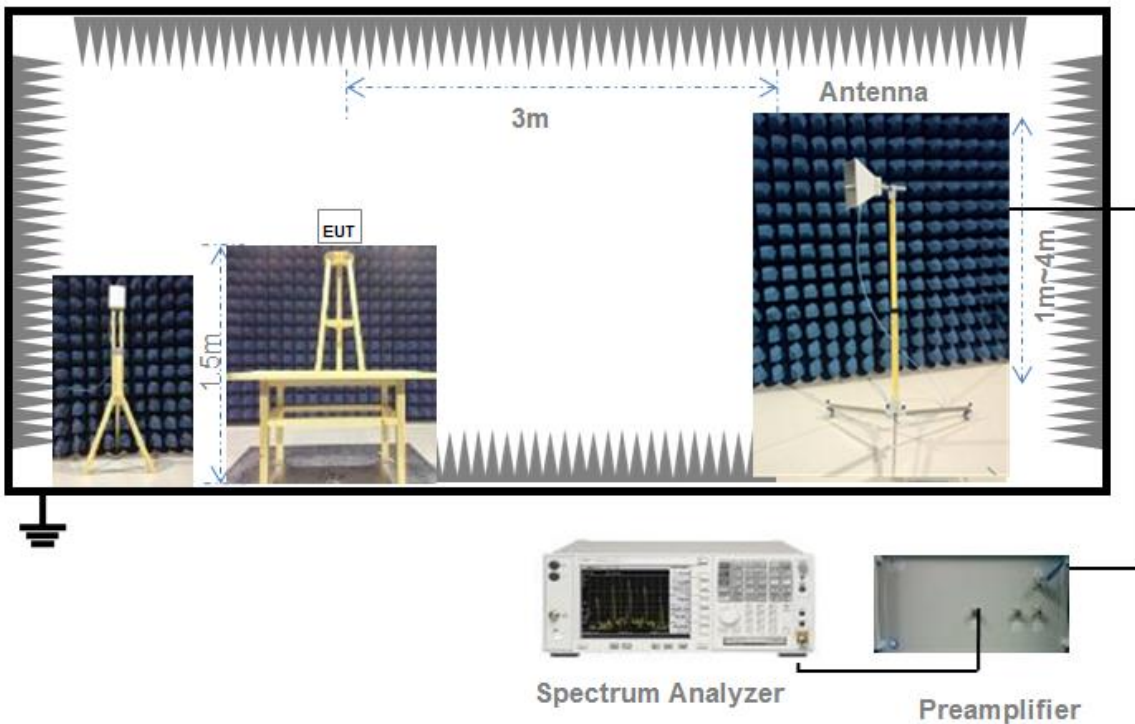 Antenna
3m
EUT
1.5m
1m~4m
Spectrum Analyzer
Preamplifier